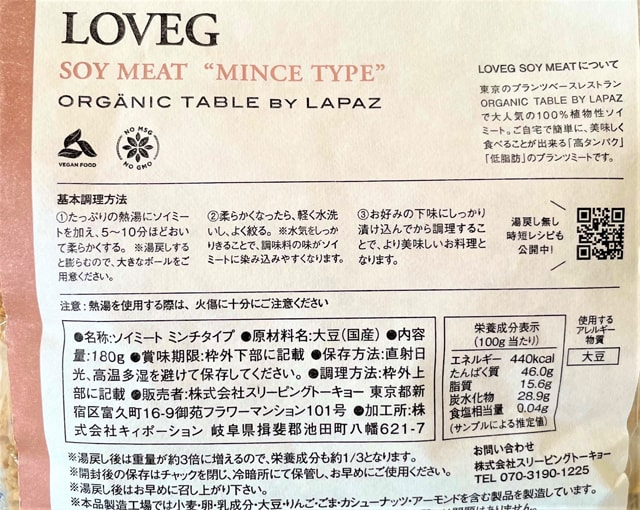 LOVEG
SOY MEAT “MINCE TYPE”
ORGÄNIC TABLE BY LAPAZ
VEGAN FOOD
NO MSG
NO GMO
LOVEG SOY MEATについて
東京のプランツベースレストラン
ORGANIC TABLE BY LAPAZ
で大人気の100%植物性ソイ
ミート。ご自宅で簡単に、美味しく
食べることが出来る「高タンパク」
「低脂肪」のプランツミートです。
基本調理方法
①たっぷりの熱湯にソイミー
トを加え、5〜10分ほどおい
て柔らかくする。 ※湯戻しする
と膨らむので、大きなボールをご
用意ください。
②柔らかくなったら、軽く水洗
いし、よく絞る。 ※水気をしっか
りきることで、調味料の味がソイ
ミートに染み込みやすくなります。
③お好みの下味にしっかり
漬け込んでから調理すること
で、より美味しいお料理と
なります。
湯戻し無し
時短レシピも
公開中!
注意:熱湯を使用する際は、火傷に十分にご注意ください
●名称:ソイミート ミンチタイプ ●原材料名:大豆(国産) ●内容
量:180g ●賞味期限:枠外下部に記載 ●保存方法:直射日
光、高温多湿を避けて保存してください。 ●調理方法:枠外上
部に記載 ●販売者:株式会社スリーピングトーキョー 東京都新
宿区富久町16-9御苑フラワーマンション101号 ●加工所:株
式会社キィポーション 岐阜県揖斐郡池田町八幡621-7
栄養成分表示
(100g当たり)
エネルギー 440kcal
たんぱく質 46.0g
脂質 15.6g
炭水化物 28.9g
食塩相当量 0.04g
(サンプルによる推定値)
使用する
アレルギー
物質
大豆
※湯戻し後は重量が約3倍に増えるので、栄養成分も約1/3となります。
※開封後の保存はチャックを閉じ、冷暗所にて保管し、お早めにご使用ください。
※湯戻し後はお早めに召し上がり下さい。
※本品製造工場では小麦・卵・乳成分・大豆・りんご・ごま・カシューナッツ・アーモンドを含む製品を製造しています。
お問い合わせ
株式会社スリーピングトーキョー
TEL 070-3190-1225